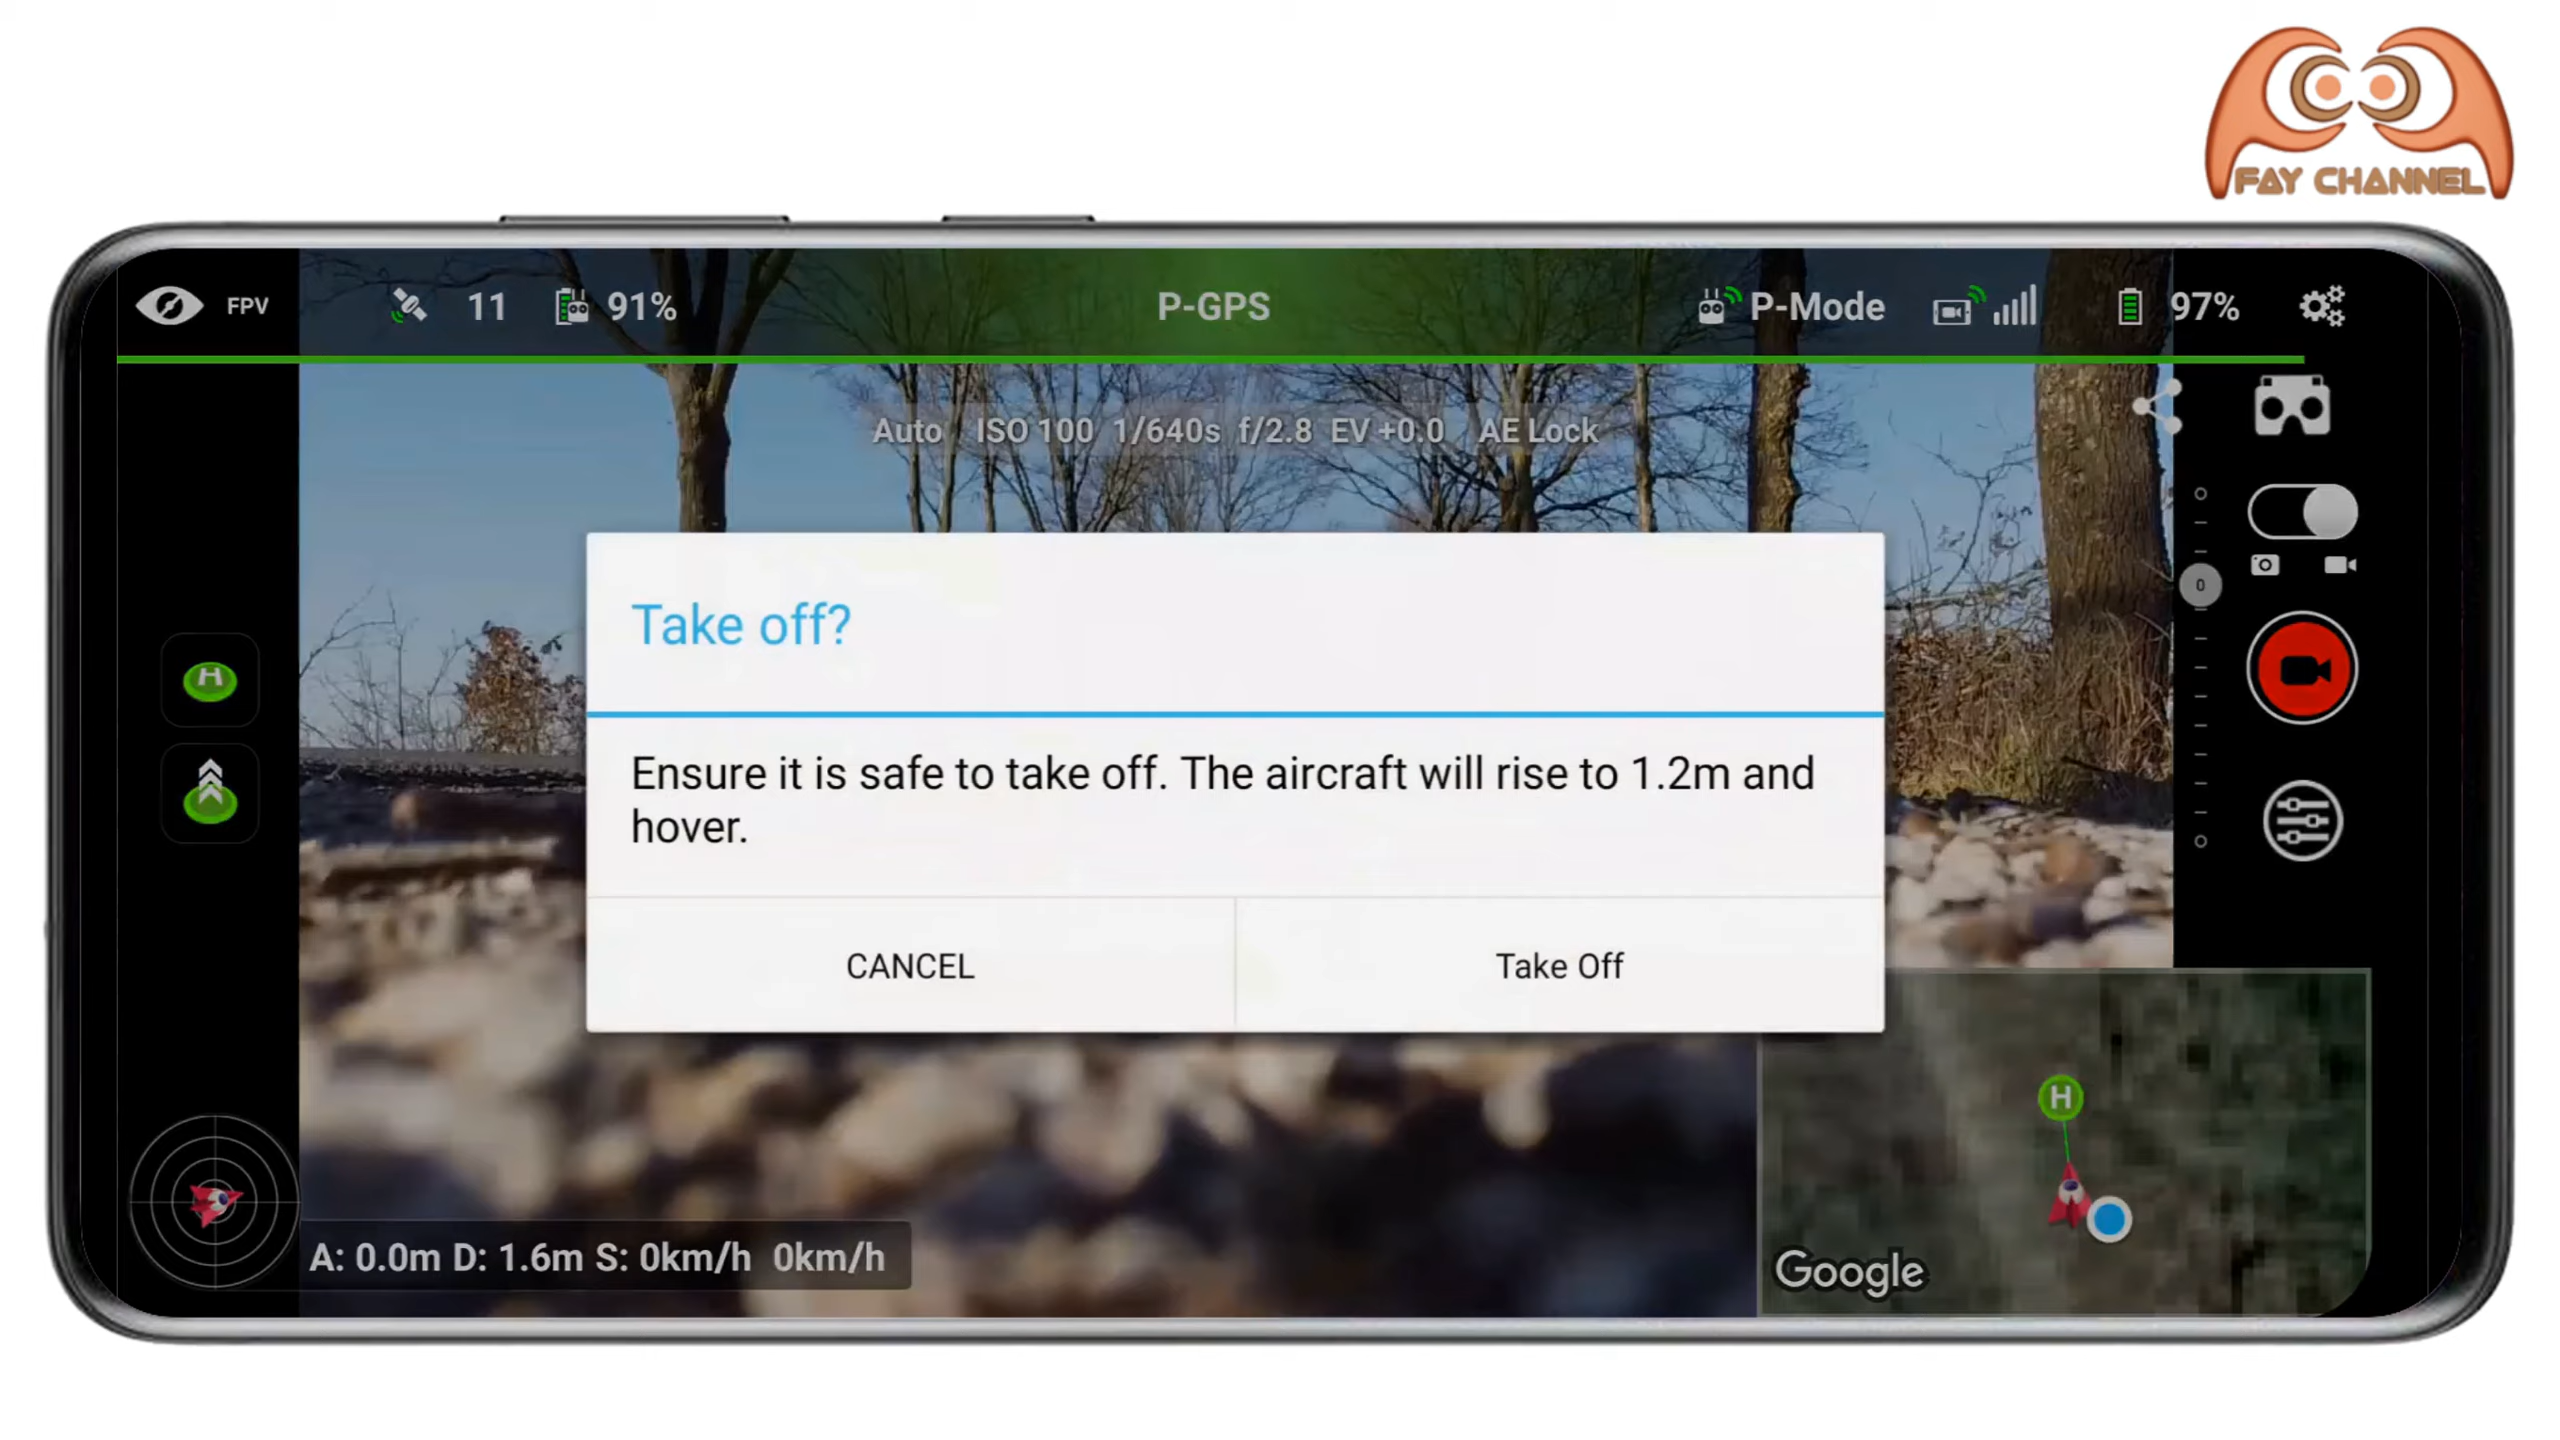 FAY CHANNEL
FPV 11 91% P-GPS P-Mode 97%
Auto ISO 100 1/640s f/2.8 EV +0.0 AE Lock
0
Take off?
H
Ensure it is safe to take off. The aircraft will rise to 1.2m and
hover.
CANCEL Take Off
H
A: 0.0m D: 1.6m S: 0km/h 0km/h
Google